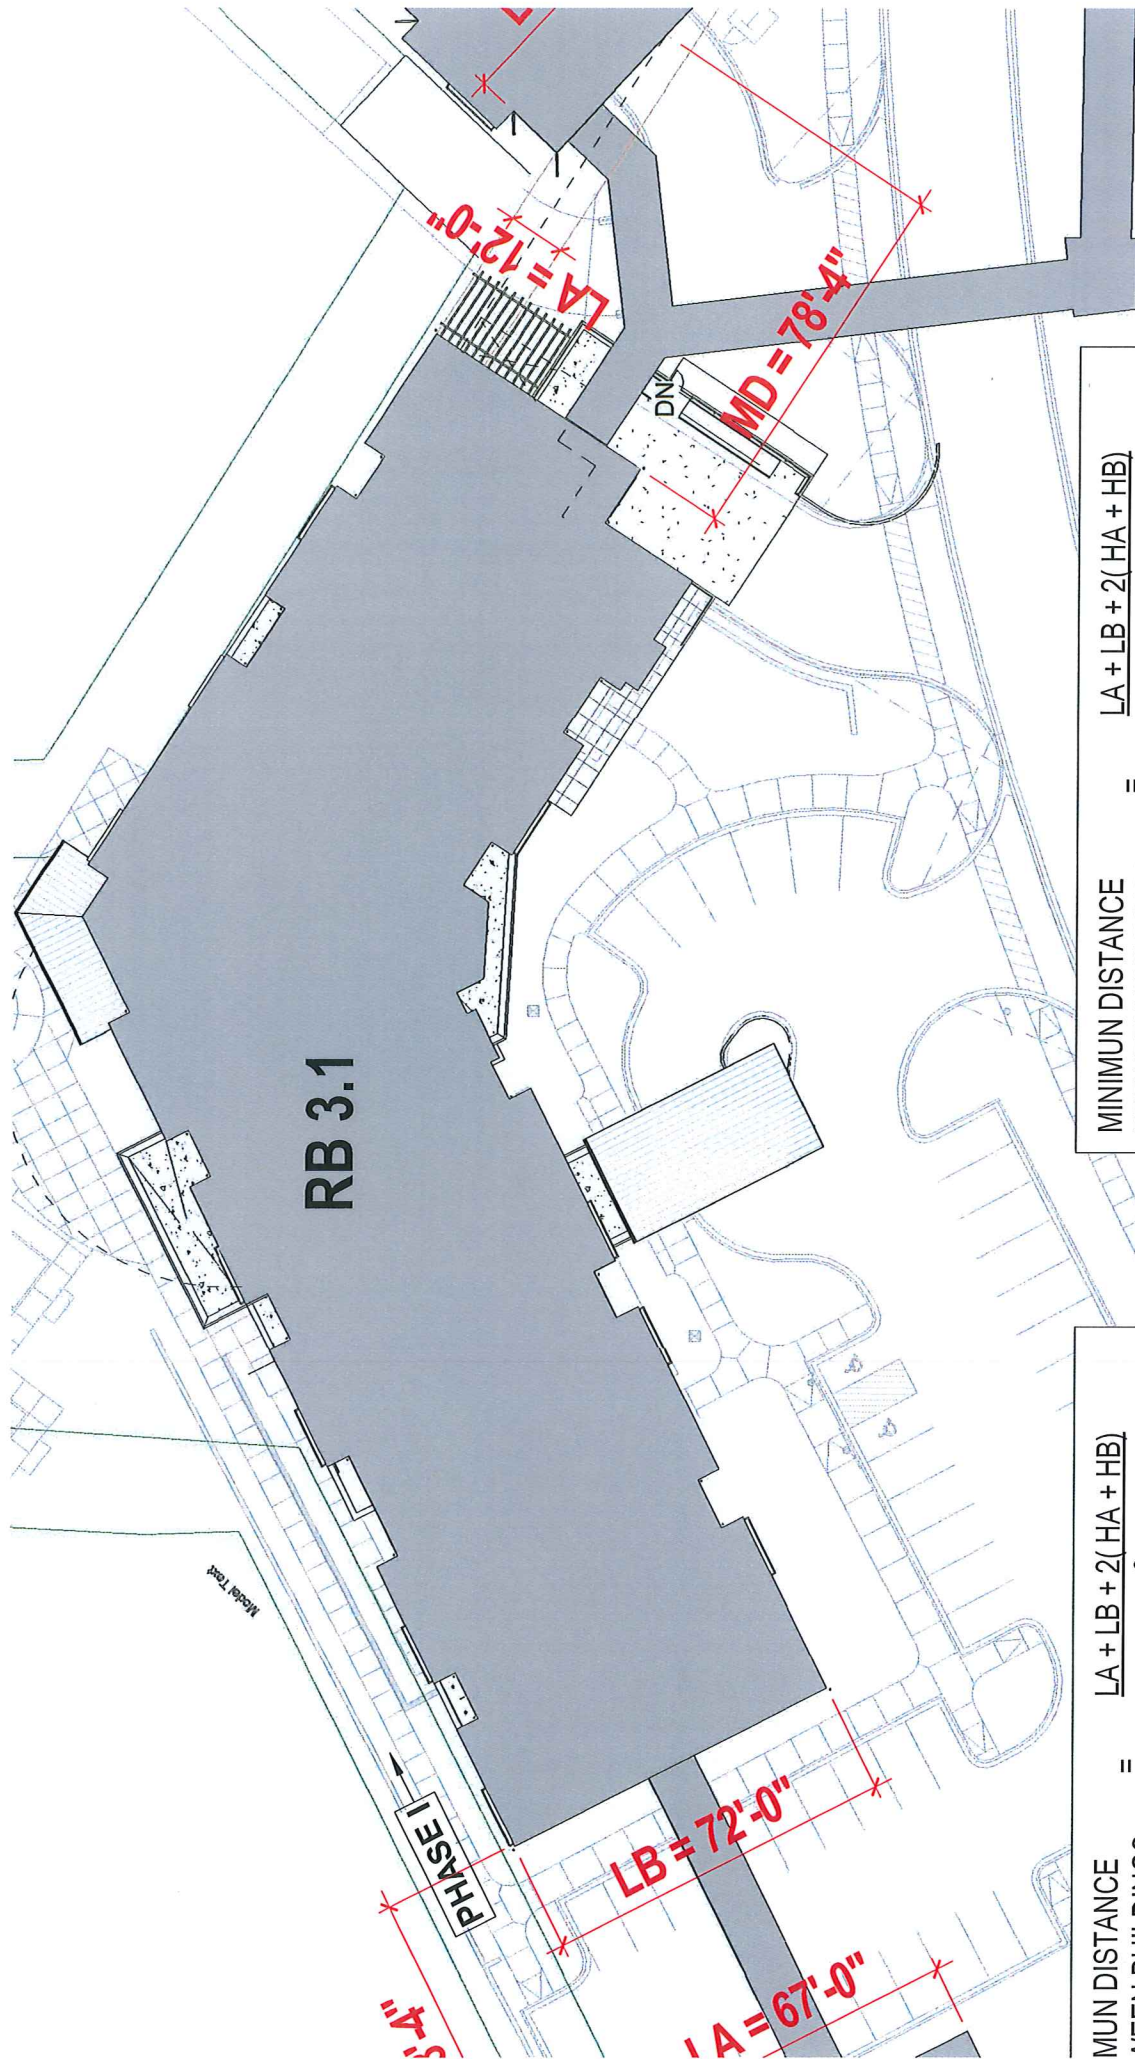 LA = 12'-0"
MD = 78'-4"
DN
RB 3.1
Model Text
PHASE I
LB = 72'-0"
LA = 67'-0"
MINIMUN DISTANCE = LA + LB + 2( HA + HB)
MUN DISTANCE = LA + LB + 2( HA + HB)